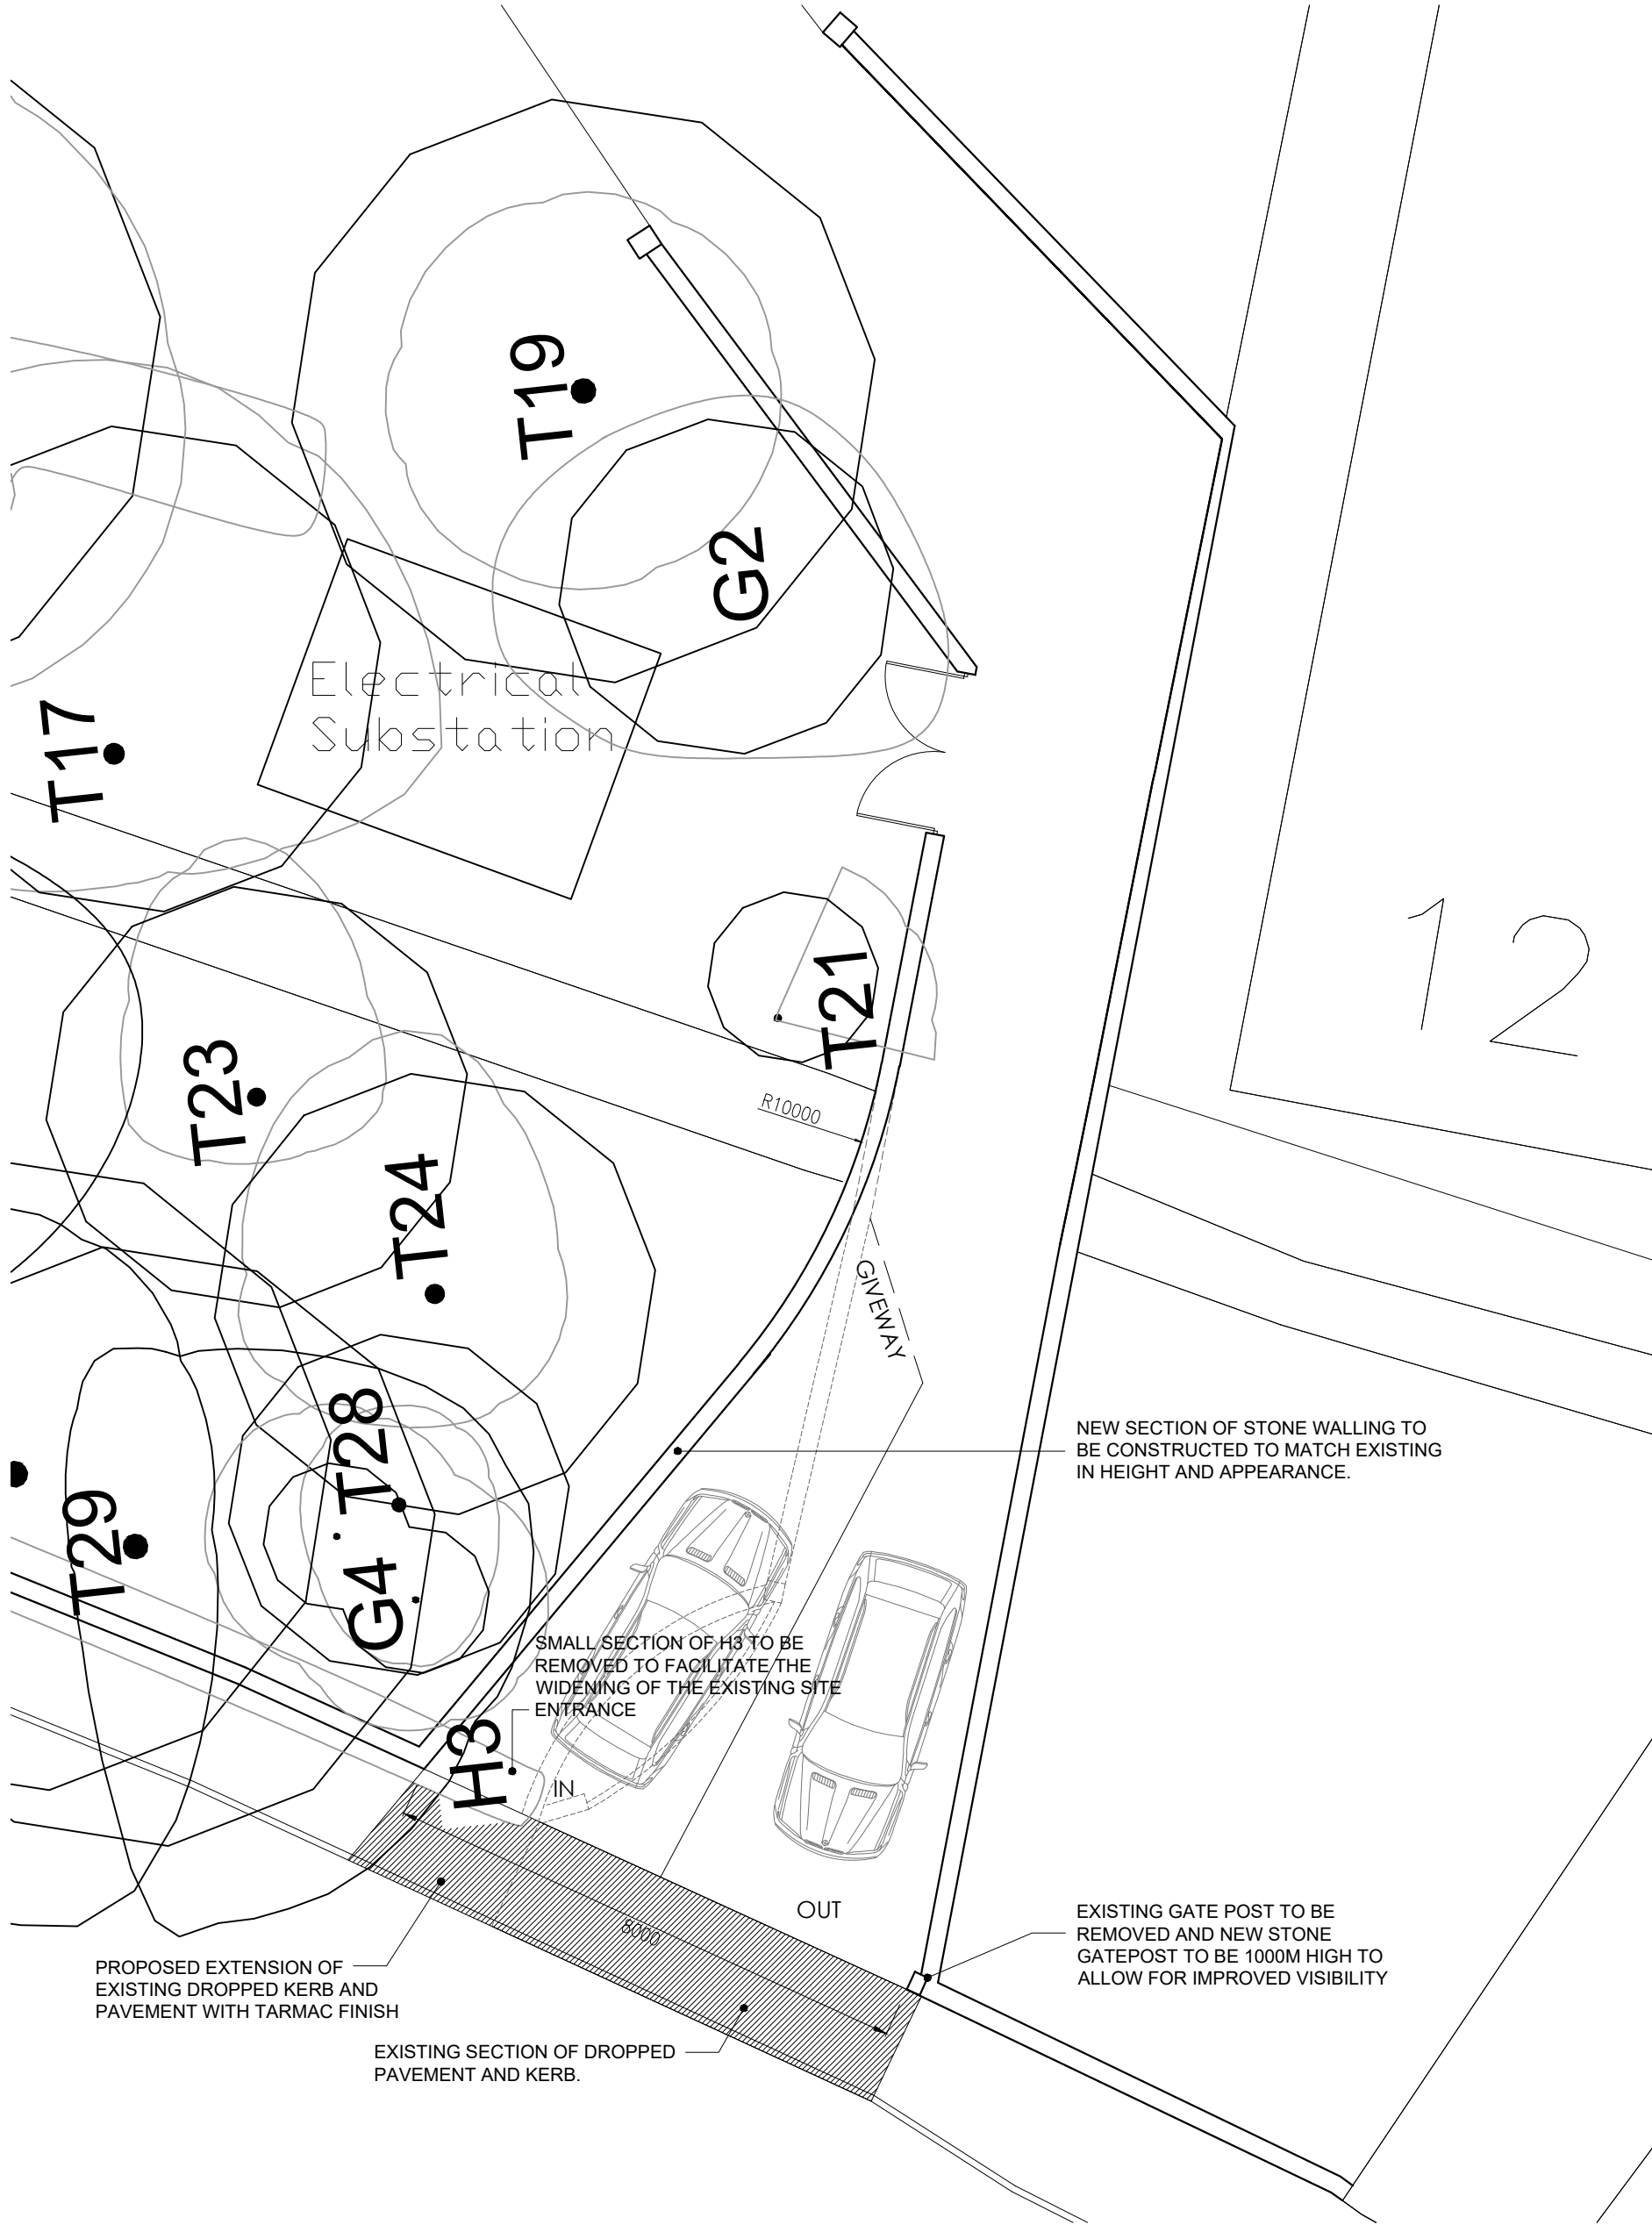 T19
G2
Electrical
Substation
T17
12
T21
T23
R10000
T24
GIVEWAY
T28
NEW SECTION OF STONE WALLING TO
BE CONSTRUCTED TO MATCH EXISTING
IN HEIGHT AND APPEARANCE.
T29
G4
SMALL SECTION OF H3 TO BE
REMOVED TO FACILITATE THE
WIDENING OF THE EXISTING SITE
ENTRANCE
H3
IN
OUT
8000
EXISTING GATE POST TO BE
REMOVED AND NEW STONE
GATEPOST TO BE 1000M HIGH TO
ALLOW FOR IMPROVED VISIBILITY
PROPOSED EXTENSION OF
EXISTING DROPPED KERB AND
PAVEMENT WITH TARMAC FINISH
EXISTING SECTION OF DROPPED
PAVEMENT AND KERB.